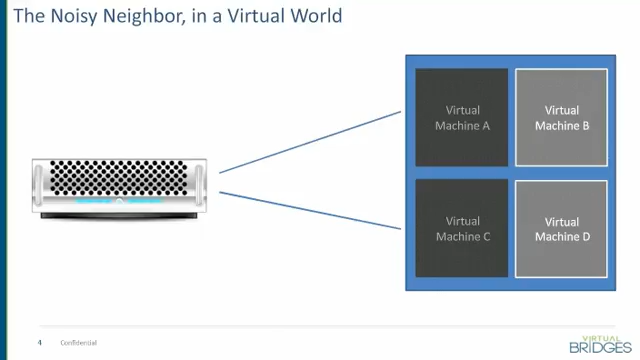 The Noisy Neighbor, in a Virtual World
Virtual
Machine A
Virtual
Machine B
Virtual
Machine C
Virtual
Machine D
4 Confidential
VIRTUAL
BRIDGES